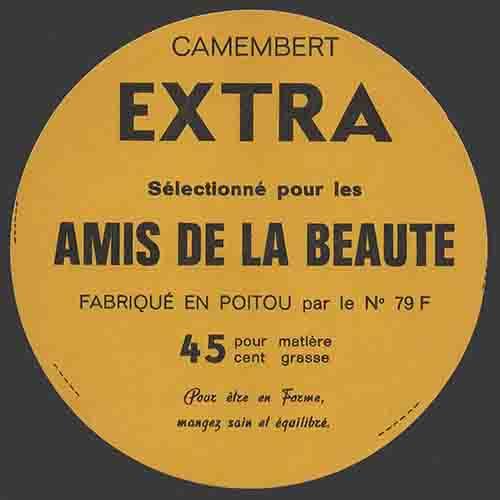 CAMEMBERT
EXTRA
Sélectionné pour les
AMIS DE LA BEAUTE
FABRIQUÉ EN POITOU par le Nº 79 F
45 pour matière
cent grasse
Pour être en Forme,
mangez sain et équilibré.